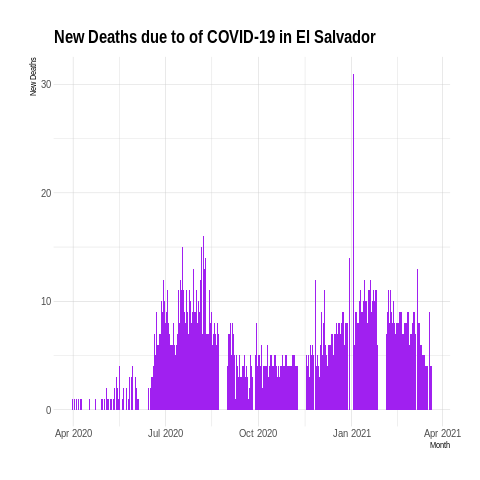 New Deaths due to of COVID-19 in El Salvador
New Deaths
30
20
10
0
Apr 2020 Jul 2020 Oct 2020 Jan 2021 Apr 2021
Month